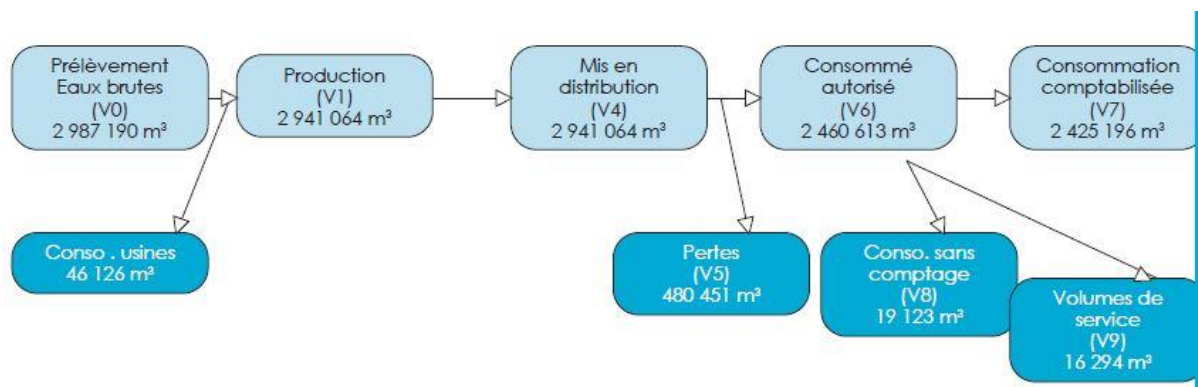 Prélèvement
Eaux brutes
(V0)
2 987 190 m³
Production
(V1)
2 941 064 m³
Mis en
distribution
(V4)
2 941 064 m³
Consommé
autorisé
(V6)
2 460 613 m³
Consommation
comptabilisée
(V7)
2 425 196 m³
Conso . usines
46 126 m³
Pertes
(V5)
480 451 m³
Conso. sans
comptage
(V8)
19 123 m³
Volumes de
service
(V9)
16 294 m³